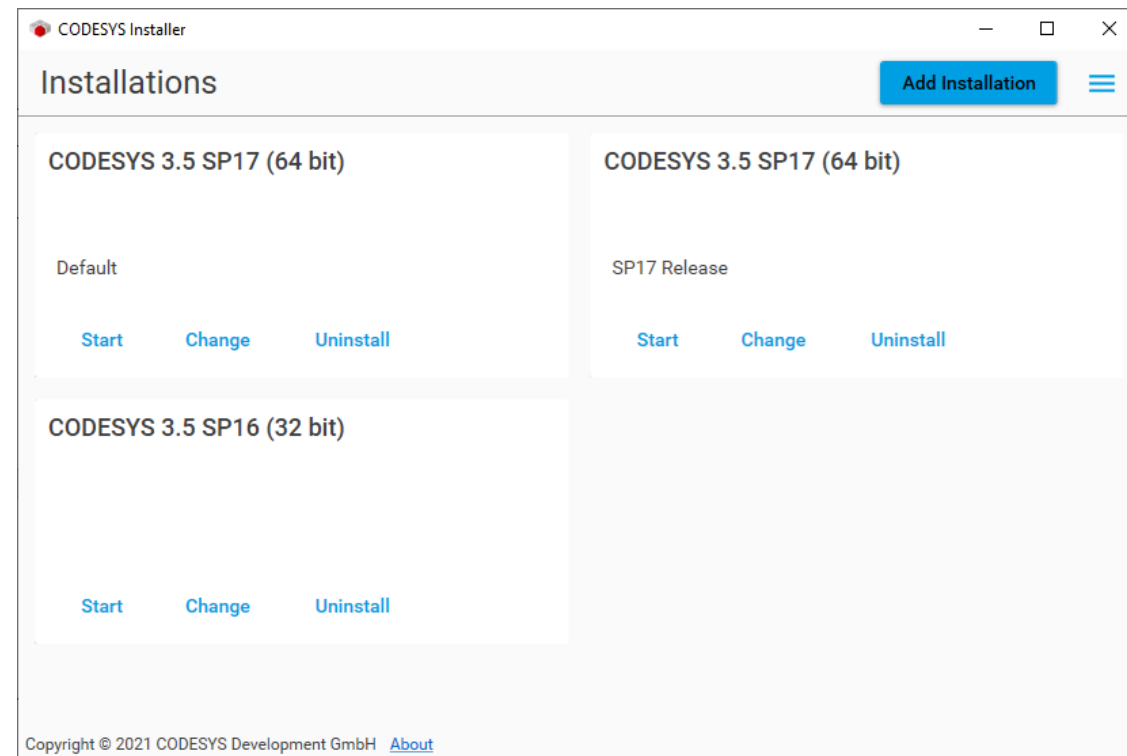 CODESYS Installer
Installations
Add Installation
CODESYS 3.5 SP17 (64 bit)
Default
Start Change Uninstall
CODESYS 3.5 SP17 (64 bit)
SP17 Release
Start Change Uninstall
CODESYS 3.5 SP16 (32 bit)
Start Change Uninstall
Copyright © 2021 CODESYS Development GmbH About